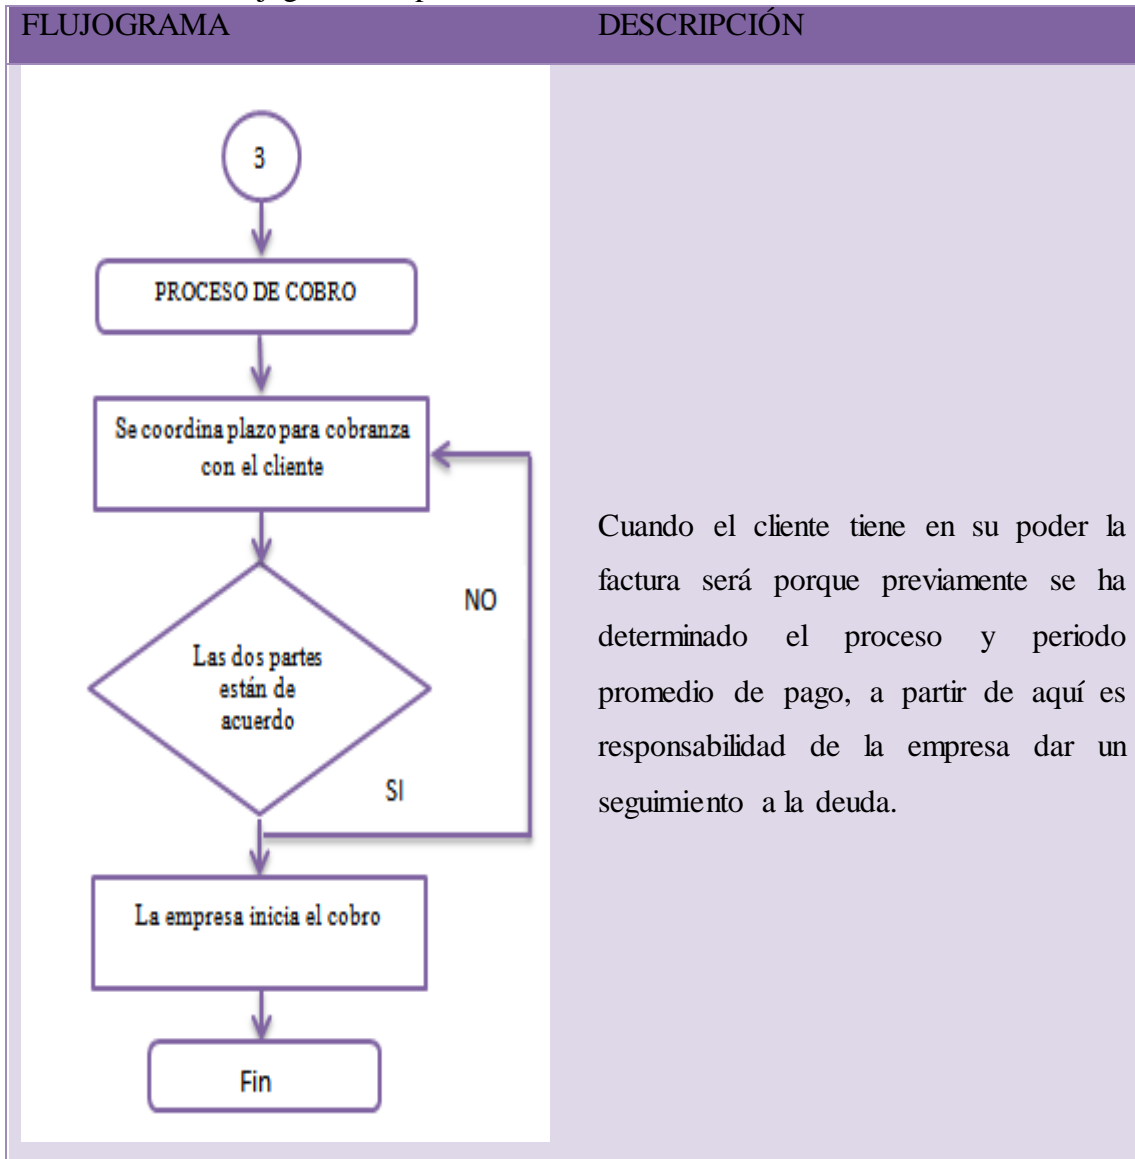 FLUJOGRAMA
DESCRIPCIÓN
3
PROCESO DE COBRO
Se coordina plazo para cobranza
con el cliente
NO
Las dos partes
están de
acuerdo
SI
La empresa inicia el cobro
Fin
Cuando el cliente tiene en su poder la
factura será porque previamente se ha
determinado el proceso y periodo
promedio de pago, a partir de aquí es
responsabilidad de la empresa dar un
seguimiento a la deuda.